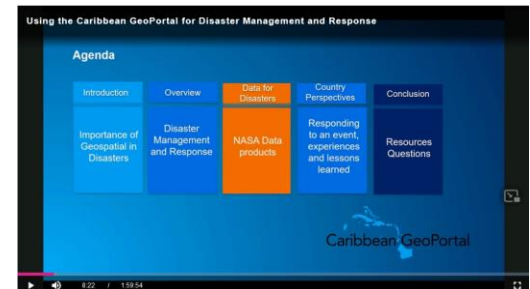 Using the Caribbean GeoPortal for Disaster Management and Response
Agenda
Introduction
Importance of
Geospatial in
Disasters
Overview
Disaster
Management
and Response
Data for
Disasters
NASA Data
products
Country
Perspectives
Responding
to an event,
experiences
and lessons
learned
Conclusion
Resources
Questions
Caribbean GeoPortal
8:22 / 1:59:54